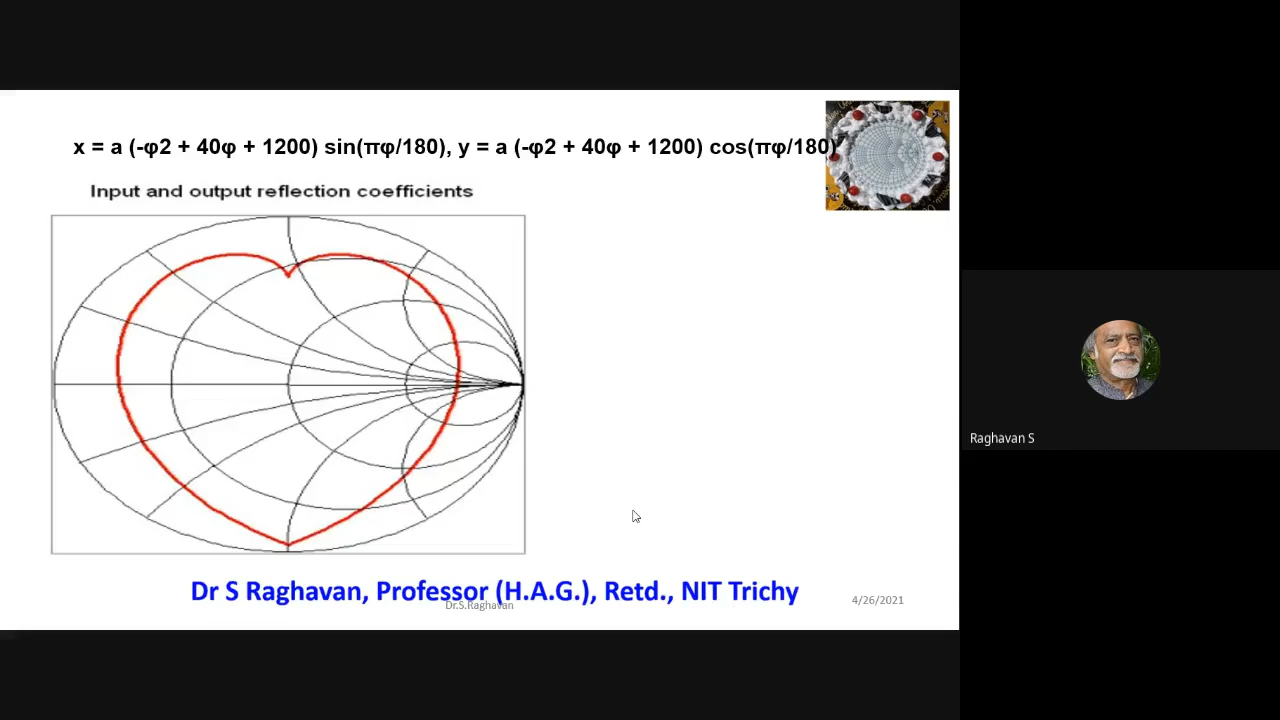 x = a (-φ2 + 40φ + 1200) sin(πφ/180), y = a (-φ2 + 40φ + 1200) cos(πφ/180)
Input and output reflection coefficients
Raghavan S
Dr S Raghavan, Professor (H.A.G.), Retd., NIT Trichy
Dr.S.Raghavan
4/26/2021